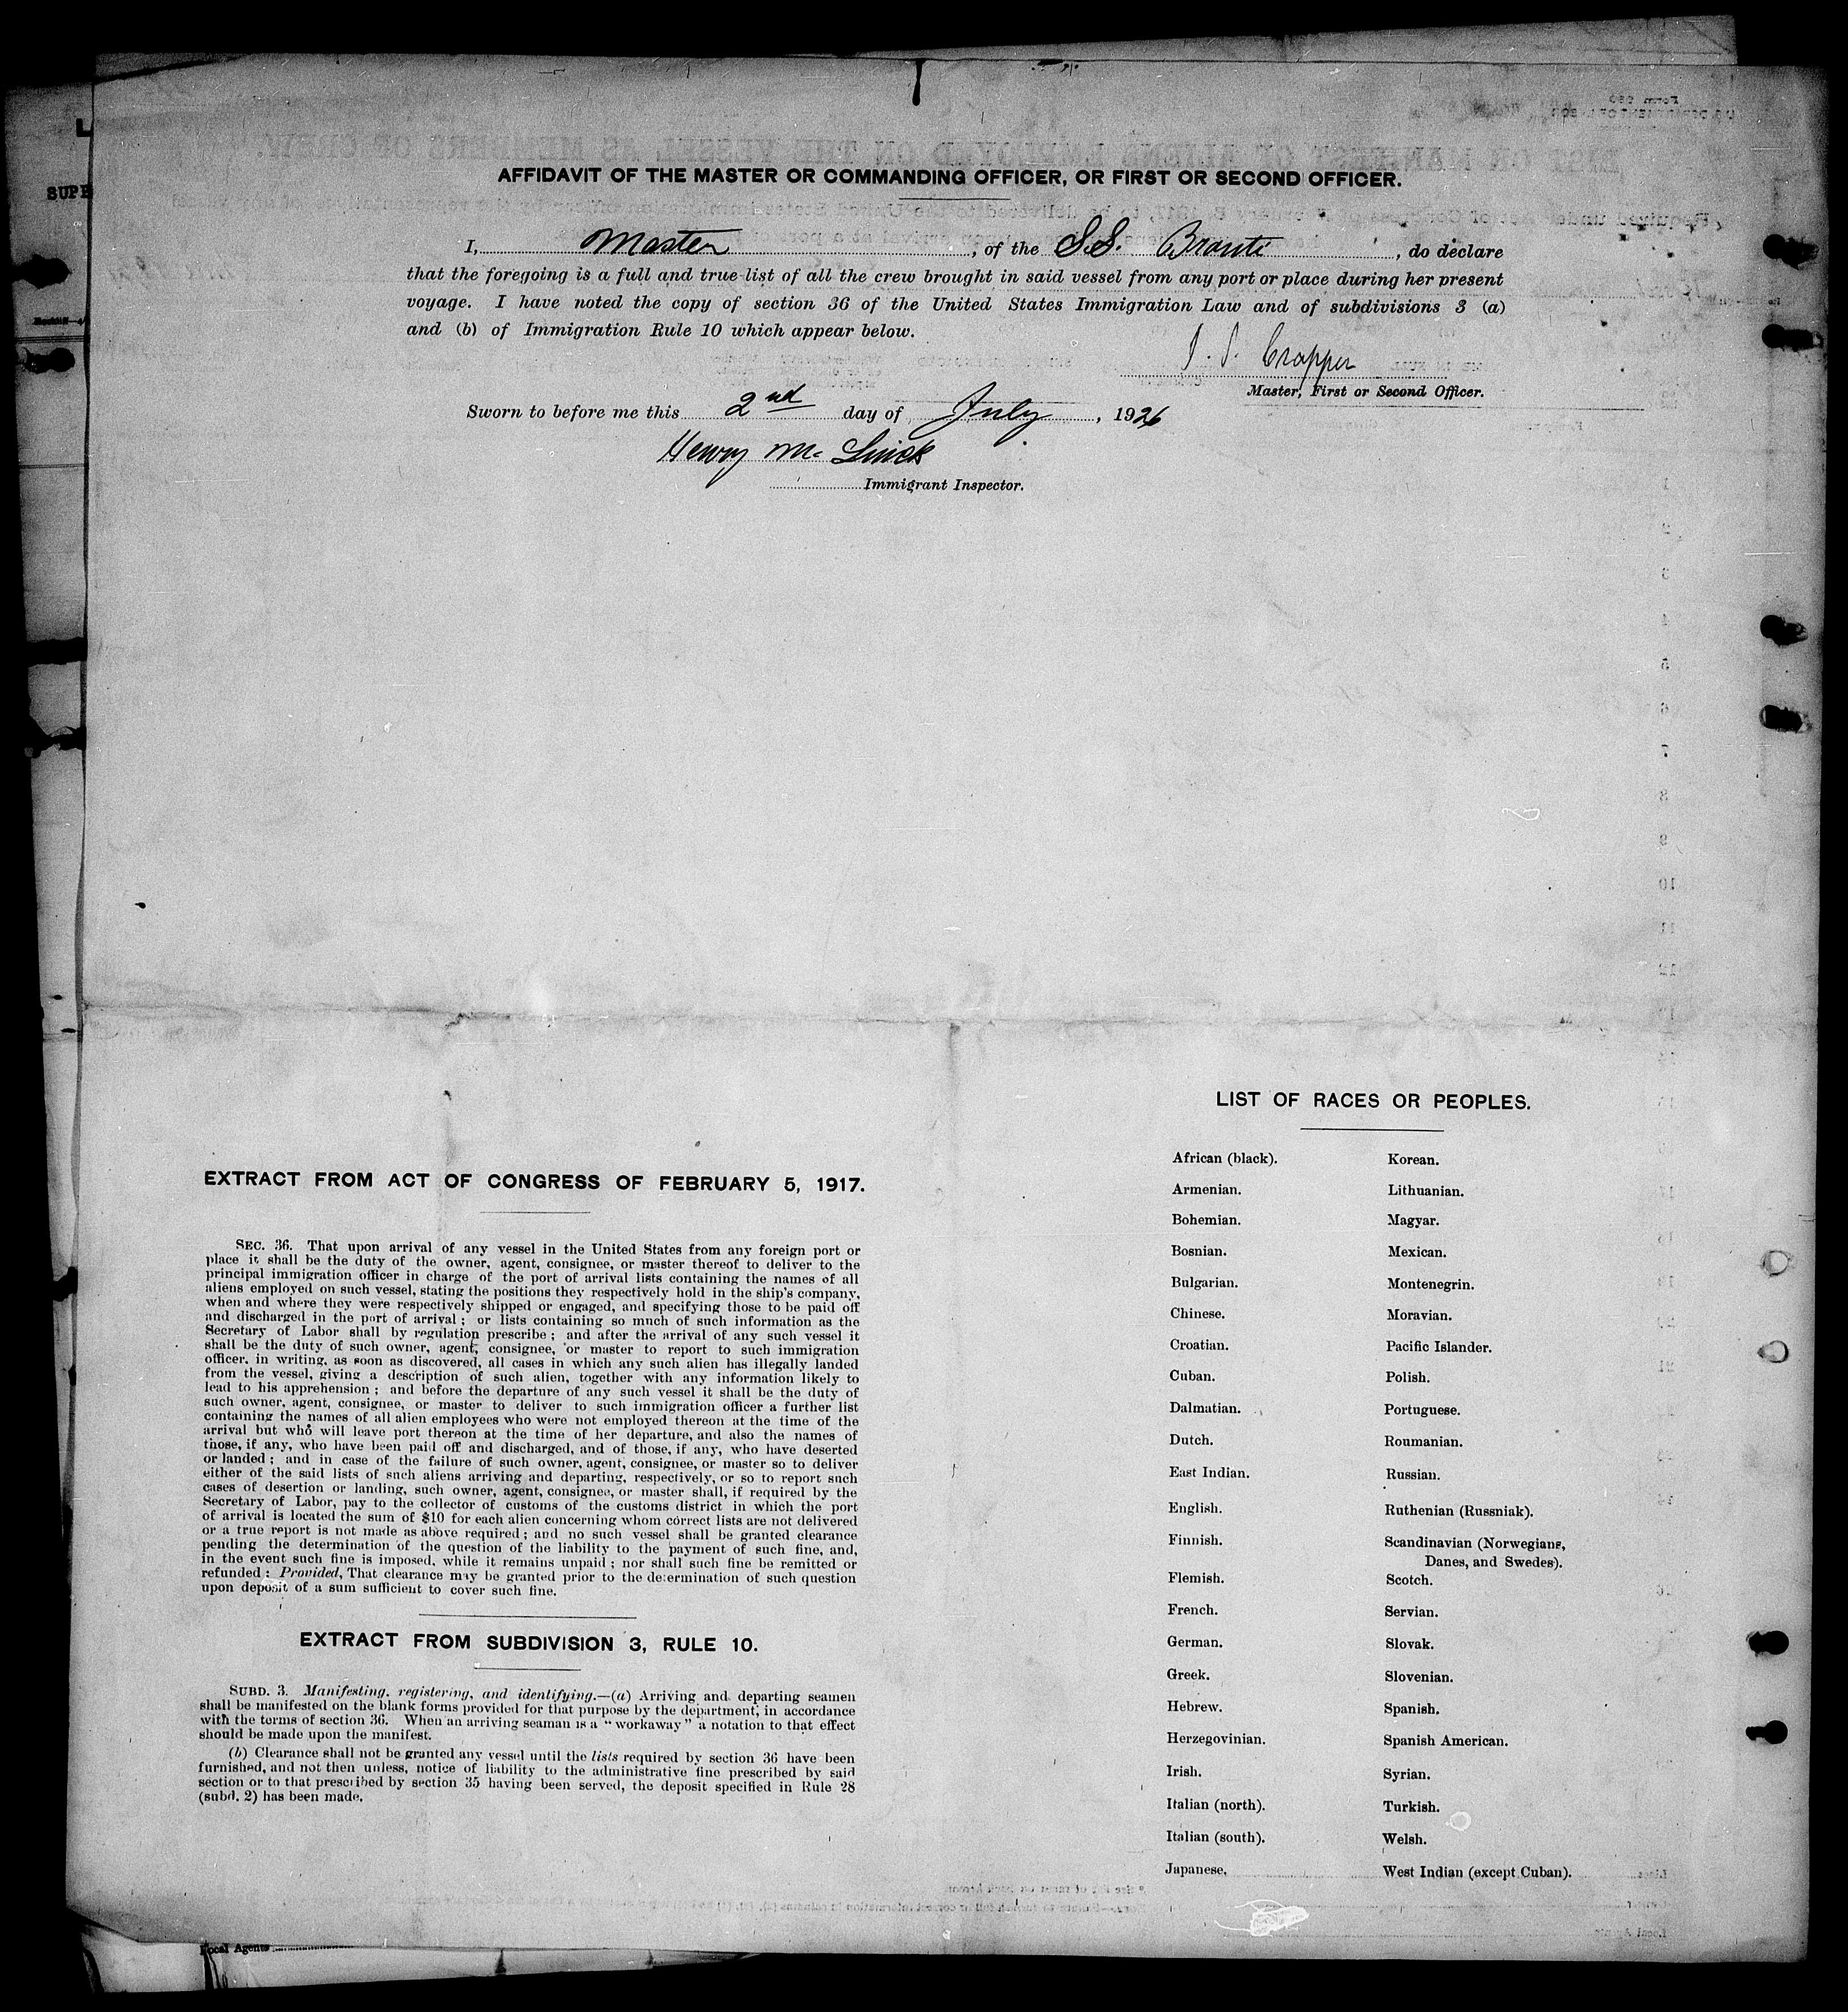 AFFIDAVIT OF THE MASTER OR COMMANDING OFFICER, OR FIRST OR SECOND OFFICER.
I, Master, of the S.S. Bronte, do declare
that the foregoing is a full and true list of all the crew brought in said vessel from any port or place during her present
voyage. I have noted the copy of section 36 of the United States Immigration Law and of subdivisions 3 (a)
and (b) of Immigration Rule 10 which appear below.
Cropper
Master, First or Second Officer.
Sworn to before me this 2nd day of July, 1926
Henry Mc
Immigrant Inspector.
EXTRACT FROM ACT OF CONGRESS OF FEBRUARY 5, 1917.
SEC. 36. That upon arrival of any vessel in the United States from any foreign port or
place it shall be the duty of the owner, agent, consignee, or master thereof to deliver to the
principal immigration officer in charge of the port of arrival lists containing the names of all
aliens employed on such vessel, stating the positions they respectively hold in the ship's company,
when and where they were respectively shipped or engaged, and specifying those to be paid off
and discharged in the port of arrival; or lists containing so much of such information as the
Secretary of Labor shall by regulation prescribe; and after the arrival of any such vessel it
shall be the duty of such owner, agent, consignee, or master to report to such immigration
officer, in writing, as soon as discovered, all cases in which any such alien has illegally landed
from the vessel, giving a description of such alien, together with any information likely to
lead to his apprehension; and before the departure of any such vessel it shall be the duty of
such owner, agent, consignee, or master to deliver to such immigration officer a further list
containing the names of all alien employees who were not employed thereon at the time of the
arrival but who will leave port thereon at the time of her departure, and also the names of
those, if any, who have been paid off and discharged, and of those, if any, who have deserted
or landed; and in case of the failure of such owner, agent, consignee, or master so to deliver
either of the said lists of such aliens arriving and departing, respectively, or so to report such
cases of desertion or landing, such owner, agent, consignee, or master shall, if required by the
Secretary of Labor, pay to the collector of customs of the customs district in which the port
of arrival is located the sum of $10 for each alien concerning whom correct lists are not delivered
or a true report is not made as above required; and no such vessel shall be granted clearance
pending the determination of the question of the liability to the payment of such fine, and,
in the event such fine is imposed, while it remains unpaid; nor shall such fine be remitted or
refunded: Provided, That clearance may be granted prior to the determination of such question
upon deposit of a sum sufficient to cover such fine.
EXTRACT FROM SUBDIVISION 3, RULE 10.
SUBD. 3. Manifesting, registering, and identifying.—(a) Arriving and departing seamen
shall be manifested on the blank forms provided for that purpose by the department, in accordance
with the terms of section 36. When an arriving seaman is a "workaway" a notation to that effect
should be made upon the manifest.
(b) Clearance shall not be granted any vessel until the lists required by section 36 have been
furnished, and not then unless, notice of liability to the administrative fine prescribed by said
section or to that prescribed by section 35 having been served, the deposit specified in Rule 28
(subd. 2) has been made.
LIST OF RACES OR PEOPLES.
African (black). Korean.
Armenian. Lithuanian.
Bohemian. Magyar.
Bosnian. Mexican.
Bulgarian. Montenegrin.
Chinese. Moravian.
Croatian. Pacific Islander.
Cuban. Polish.
Dalmatian. Portuguese.
Dutch. Roumanian.
East Indian. Russian.
English. Ruthenian (Russniak).
Finnish. Scandinavian (Norwegians,
Danes, and Swedes).
Flemish. Scotch.
French. Servian.
German. Slovak.
Greek. Slovenian.
Hebrew. Spanish.
Herzegovinian. Spanish American.
Irish. Syrian.
Italian (north). Turkish.
Italian (south). Welsh.
Japanese. West Indian (except Cuban).
Local Agents